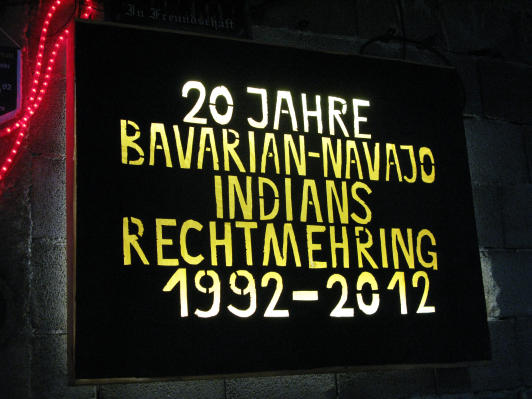 In Freundschaft
20 JAHRE
BAVARIAN-NAVAJO
INDIANS
RECHTMEHRING
1992-2012